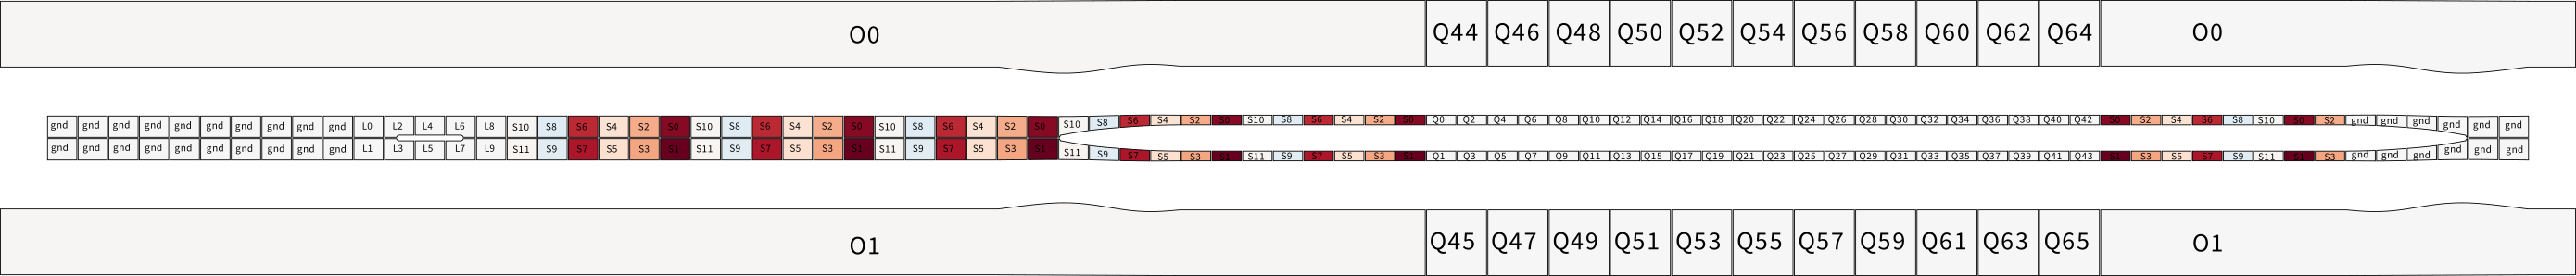 O0 Q44 Q46 Q48 Q50 Q52 Q54 Q56 Q58 Q60 Q62 Q64 O0
gnd gnd gnd gnd gnd gnd gnd gnd gnd gnd L0 L2 L4 L6 L8 S10 S8 S6 S4 S2 S0 S10 S8 S6 S4 S2 S0 S10 S8 S6 S4 S2 S0 S10 S8 S6 S4 S2 S0 S10 S8 S6 S4 S2 S0 Q0 Q2 Q4 Q6 Q8 Q10 Q12 Q14 Q16 Q18 Q20 Q22 Q24 Q26 Q28 Q30 Q32 Q34 Q36 Q38 Q40 Q42 S0 S2 S4 S6 S8 S10 S0 S2 gnd gnd gnd gnd gnd gnd
gnd gnd gnd gnd gnd gnd gnd gnd gnd gnd L1 L3 L5 L7 L9 S11 S9 S7 S5 S3 S1 S11 S9 S7 S5 S3 S1 S11 S9 S7 S5 S3 S1 S11 S9 S7 S5 S3 S1 S11 S9 S7 S5 S3 S1 Q1 Q3 Q5 Q7 Q9 Q11 Q13 Q15 Q17 Q19 Q21 Q23 Q25 Q27 Q29 Q31 Q33 Q35 Q37 Q39 Q41 Q43 S1 S3 S5 S7 S9 S11 S1 S3 gnd gnd gnd gnd gnd gnd
O1 Q45 Q47 Q49 Q51 Q53 Q55 Q57 Q59 Q61 Q63 Q65 O1